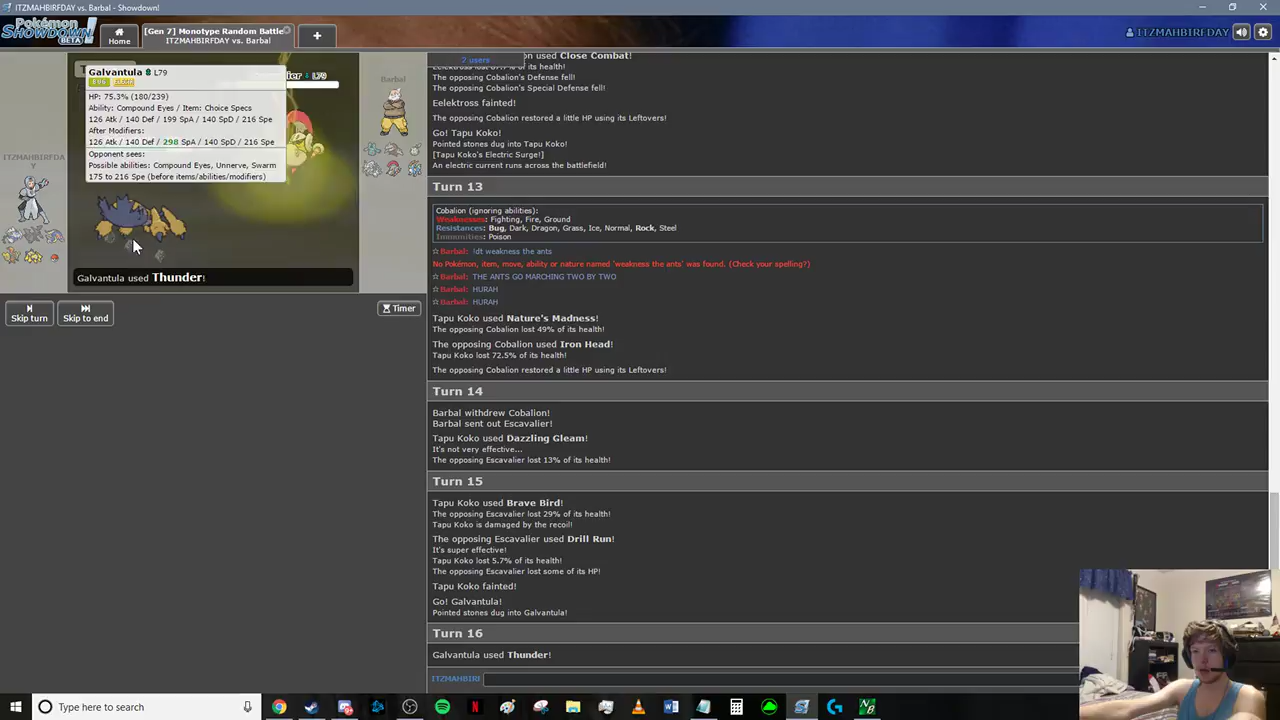 ITZMAHBIRFDAY vs. Barbal - Showdown!
Pokémon
Showdown!
BETA
Home
[Gen 7] Monotype Random Battle
ITZMAHBIRFDAY vs. Barbal
ITZMAHBIRFDAY
7 users
Galvantula L79
BUG ELECTR
HP: 75.3% (180/239)
Ability: Compound Eyes / Item: Choice Specs
126 Atk / 140 Def / 199 SpA / 140 SpD / 216 Spe
After Modifiers:
126 Atk / 140 Def / 298 SpA / 140 SpD / 216 Spe
Opponent sees:
Possible abilities: Compound Eyes, Unnerve, Swarm
175 to 216 Spe (before items/abilities/modifiers)
L79
Barbal
ITZMAHBIRFDA
Y
Galvantula used Thunder!
Skip turn
Skip to end
Timer
on used Close Combat!
The opposing Cobalion's Defense fell!
The opposing Cobalion's Special Defense fell!
Eelektross fainted!
The opposing Cobalion restored a little HP using its Leftovers!
Go! Tapu Koko!
Pointed stones dug into Tapu Koko!
[Tapu Koko's Electric Surge!]
An electric current runs across the battlefield!
Turn 13
Cobalion (ignoring abilities):
Weaknesses: Fighting, Fire, Ground
Resistances: Bug, Dark, Dragon, Grass, Ice, Normal, Rock, Steel
Immunities: Poison
☆Barbal: !dt weakness the ants
No Pokémon, item, move, ability or nature named 'weakness the ants' was found. (Check your spelling?)
☆Barbal: THE ANTS GO MARCHING TWO BY TWO
☆Barbal: HURAH
☆Barbal: HURAH
Tapu Koko used Nature's Madness!
The opposing Cobalion lost 49% of its health!
The opposing Cobalion used Iron Head!
Tapu Koko lost 72.5% of its health!
The opposing Cobalion restored a little HP using its Leftovers!
Turn 14
Barbal withdrew Cobalion!
Barbal sent out Escavalier!
Tapu Koko used Dazzling Gleam!
It's not very effective...
The opposing Escavalier lost 13% of its health!
Turn 15
Tapu Koko used Brave Bird!
The opposing Escavalier lost 29% of its health!
Tapu Koko is damaged by the recoil!
The opposing Escavalier used Drill Run!
It's super effective!
Tapu Koko lost 5.7% of its health!
The opposing Escavalier lost some of its HP!
Tapu Koko fainted!
Go! Galvantula!
Pointed stones dug into Galvantula!
Turn 16
Galvantula used Thunder!
ITZMAHBIRF
Type here to search